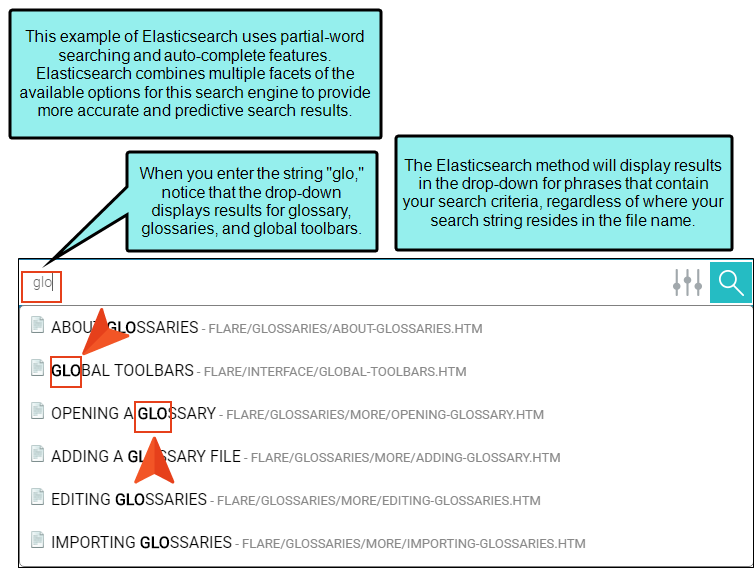 This example of Elasticsearch uses partial-word
searching and auto-complete features.
Elasticsearch combines multiple facets of the
available options for this search engine to provide
more accurate and predictive search results.
When you enter the string "glo,"
notice that the drop-down
displays results for glossary,
glossaries, and global toolbars.
The Elasticsearch method will display results
in the drop-down for phrases that contain
your search criteria, regardless of where your
search string resides in the file name.
glo
ABOUT GLOSSARIES - FLARE/GLOSSARIES/ABOUT-GLOSSARIES.HTM
GLOBAL TOOLBARS - FLARE/INTERFACE/GLOBAL-TOOLBARS.HTM
OPENING A GLOSSARY - FLARE/GLOSSARIES/MORE/OPENING-GLOSSARY.HTM
ADDING A GLOSSARY FILE - FLARE/GLOSSARIES/MORE/ADDING-GLOSSARY.HTM
EDITING GLOSSARIES - FLARE/GLOSSARIES/MORE/EDITING-GLOSSARIES.HTM
IMPORTING GLOSSARIES - FLARE/GLOSSARIES/MORE/IMPORTING-GLOSSARIES.HTM